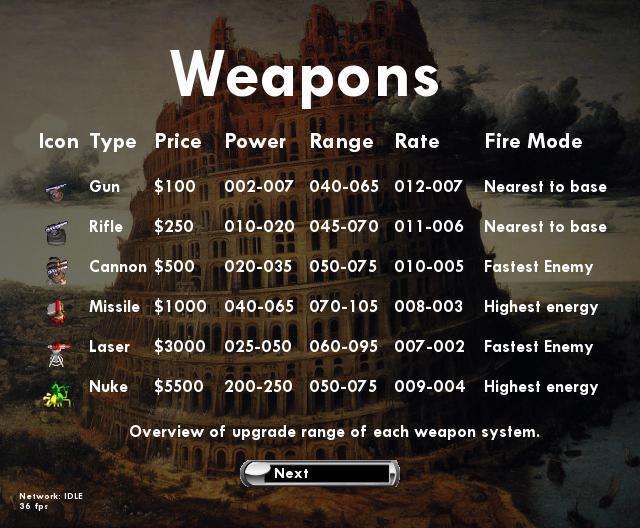 Weapons
Icon Type Price Power Range Rate Fire Mode
Gun $100 002-007 040-065 012-007 Nearest to base
Rifle $250 010-020 045-070 011-006 Nearest to base
Cannon $500 020-035 050-075 010-005 Fastest Enemy
Missile $1000 040-065 070-105 008-003 Highest energy
Laser $3000 025-050 060-095 007-002 Fastest Enemy
Nuke $5500 200-250 050-075 009-004 Highest energy
Overview of upgrade range of each weapon system.
Next
Network: IDLE
36 fps